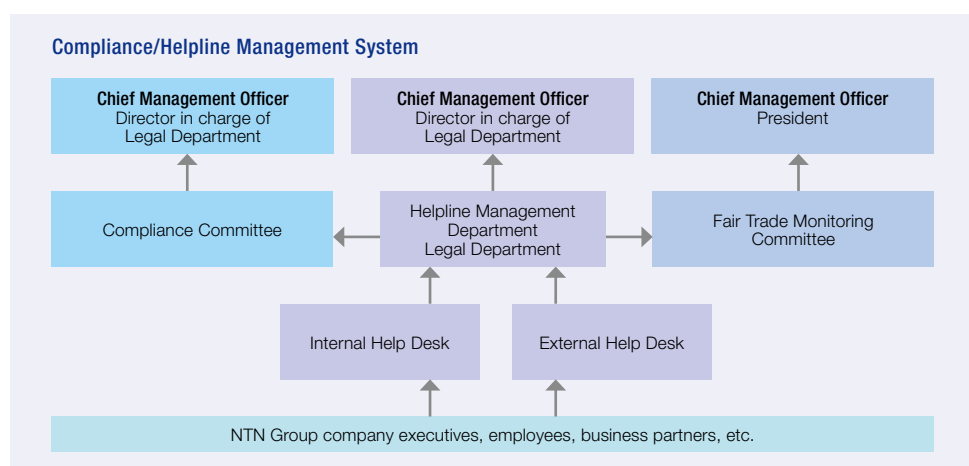 Compliance/Helpline Management System
Chief Management Officer
Director in charge of
Legal Department
Chief Management Officer
Director in charge of
Legal Department
Chief Management Officer
President
Compliance Committee
Helpline Management
Department
Legal Department
Fair Trade Monitoring
Committee
Internal Help Desk
External Help Desk
NTN Group company executives, employees, business partners, etc.